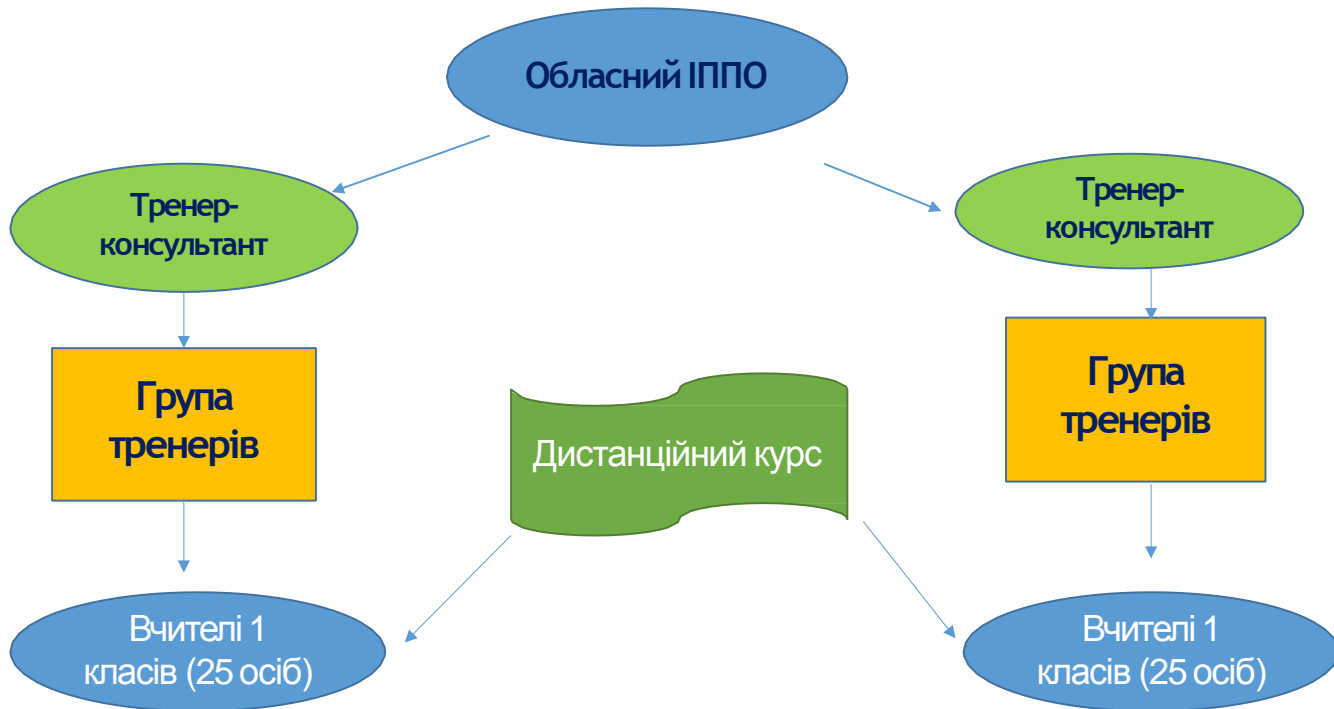 Обласний ІППО
Тренер-
консультант
Тренер-
консультант
Група
тренерів
Група
тренерів
Дистанційний курс
Вчителі 1
класів (25 осіб)
Вчителі 1
класів (25 осіб)